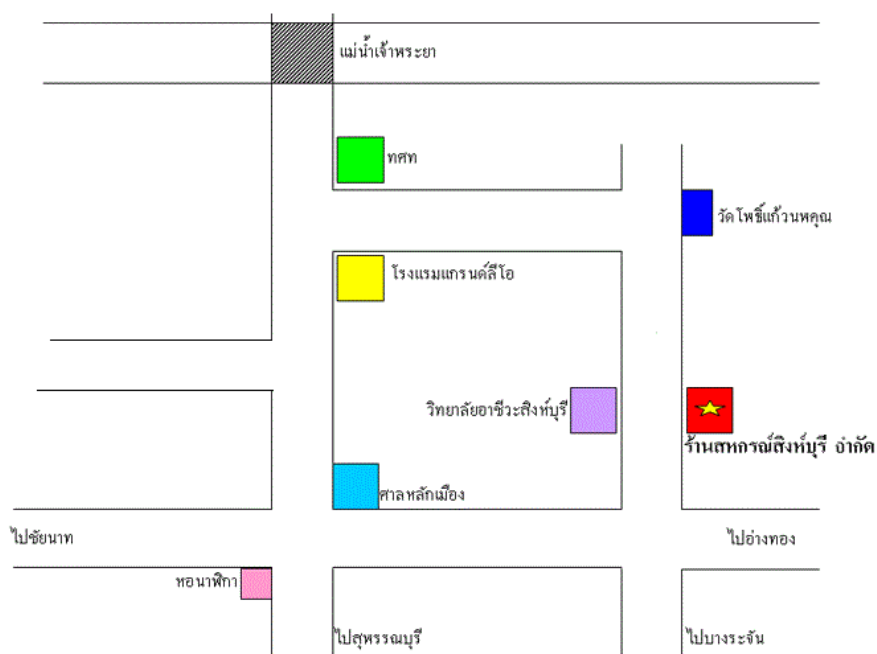 แม่น้ำเจ้าพระยา
ทศท
วัดโพธิ์แก้วนพคุณ
โรงแรมแกรนด์ลีโอ
วิทยาลัยอาชีวะสิงห์บุรี
ร้านสหกรณ์สิงห์บุรี จำกัด
ศาลหลักเมือง
ไปชัยนาท
ไปอ่างทอง
หอนาฬิกา
ไปสุพรรณบุรี
ไปบางระจัน